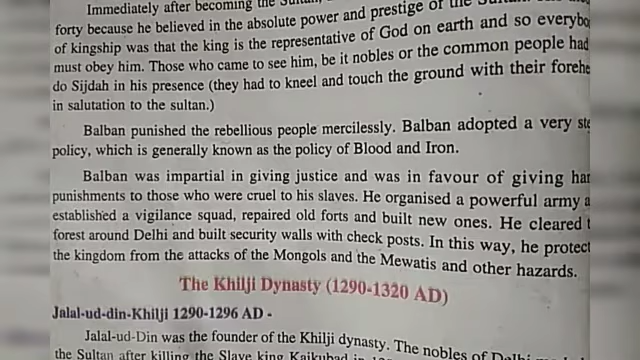 Immediately after becoming the Sultan,
forty because he believed in the absolute power and prestige of the
of kingship was that the king is the representative of God on earth and so everybo
must obey him. Those who came to see him, be it nobles or the common people had
do Sijdah in his presence (they had to kneel and touch the ground with their forehe
in salutation to the sultan.)
Balban punished the rebellious people mercilessly. Balban adopted a very ste
policy, which is generally known as the policy of Blood and Iron.
Balban was impartial in giving justice and was in favour of giving har
punishments to those who were cruel to his slaves. He organised a powerful army a
established a vigilance squad, repaired old forts and built new ones. He cleared t
forest around Delhi and built security walls with check posts. In this way, he protect
the kingdom from the attacks of the Mongols and the Mewatis and other hazards.
The Khilji Dynasty (1290-1320 AD)
Jalal-ud-din-Khilji 1290-1296 AD -
Jalal-ud-Din was the founder of the Khilji dynasty. The nobles of Delhi
the Sultan after killing the Slave king Kaikubad in